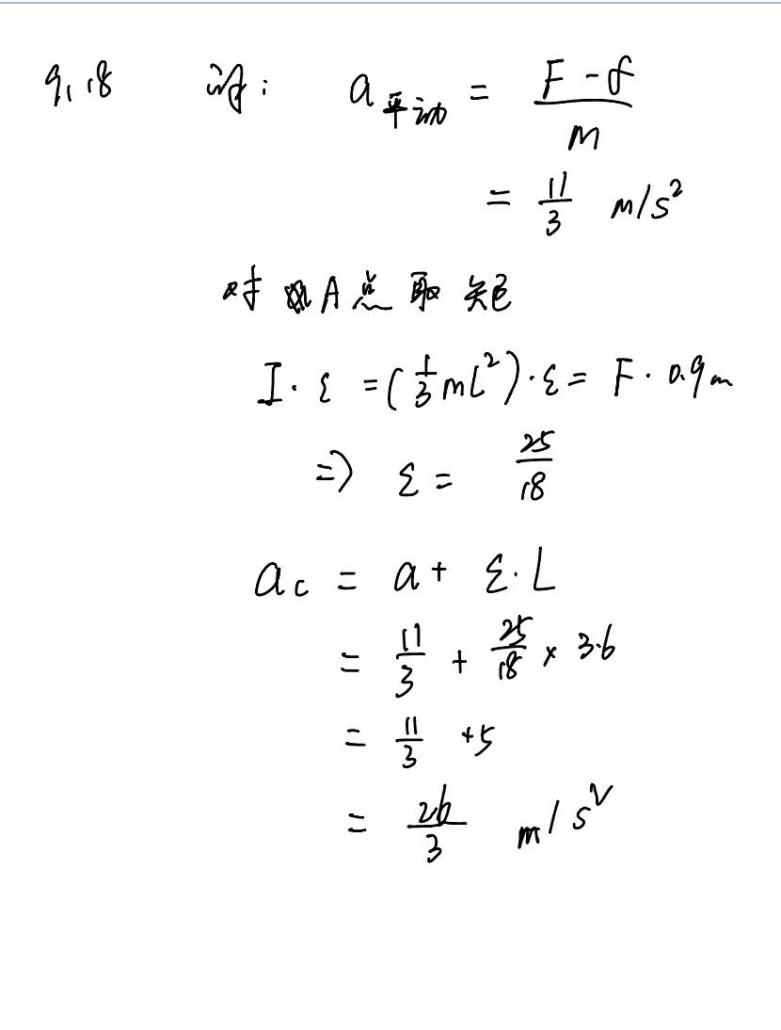 9.18 解: a平动 = (F-f)/m
= 11/3 m/s²
对 A点取矩
I·ε = (1/3 mL²)·ε = F·0.9m
=> ε = 25/18
ac = a + ε·L
= 11/3 + 25/18 × 3.6
= 11/3 +5
= 26/3 m/s²